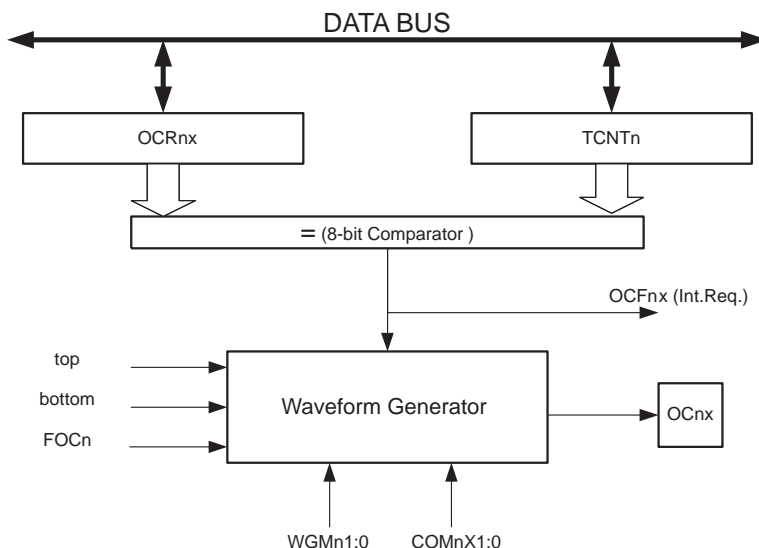 DATA BUS
OCRnx
TCNTn
= (8-bit Comparator )
OCFnx (Int.Req.)
top
bottom
FOCn
Waveform Generator
OCnx
WGMn1:0
COMnX1:0